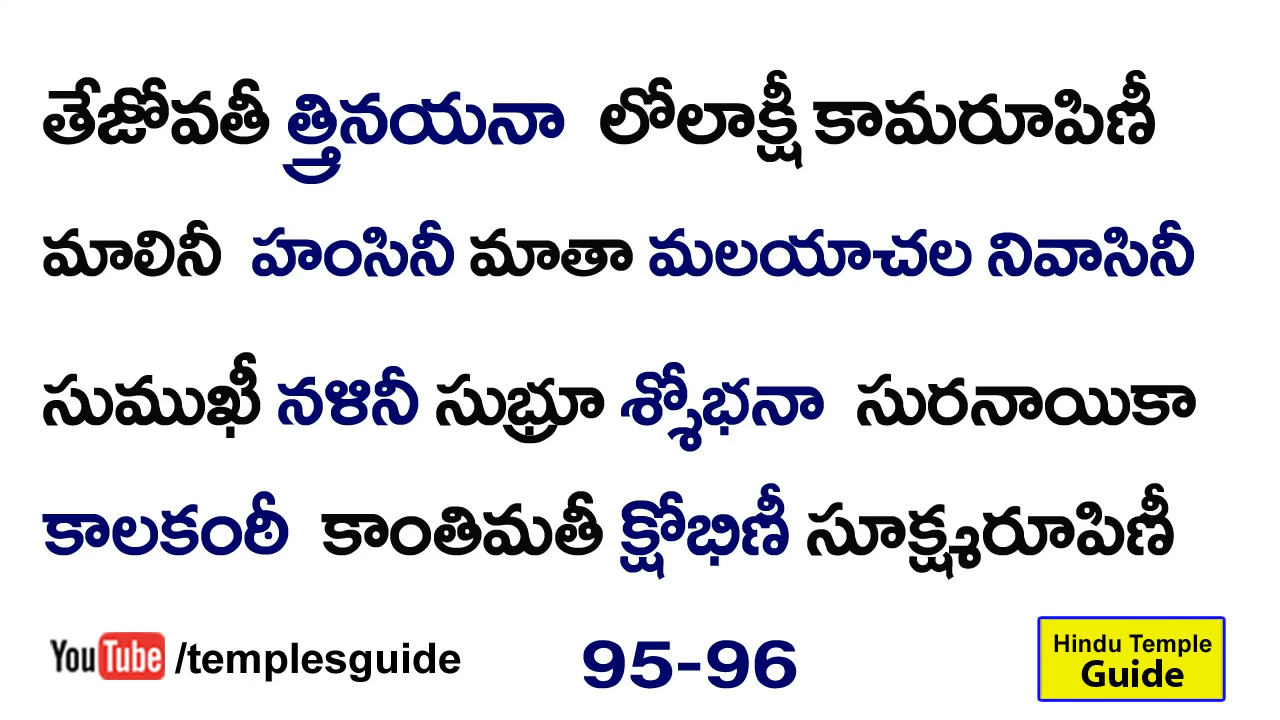 తేజోవతీ త్త్రినయనా లోలాక్షీ కామరూపిణీ
మాలినీ హంసినీ మాతా మలయాచల నివాసినీ
సుముఖీ నళినీ సుభ్రూ శ్శోభనా సురనాయికా
కాలకంఠీ కాంతిమతీ క్షోభిణీ సూక్ష్మరూపిణీ
YouTube /templesguide
95-96
Hindu Temple
Guide